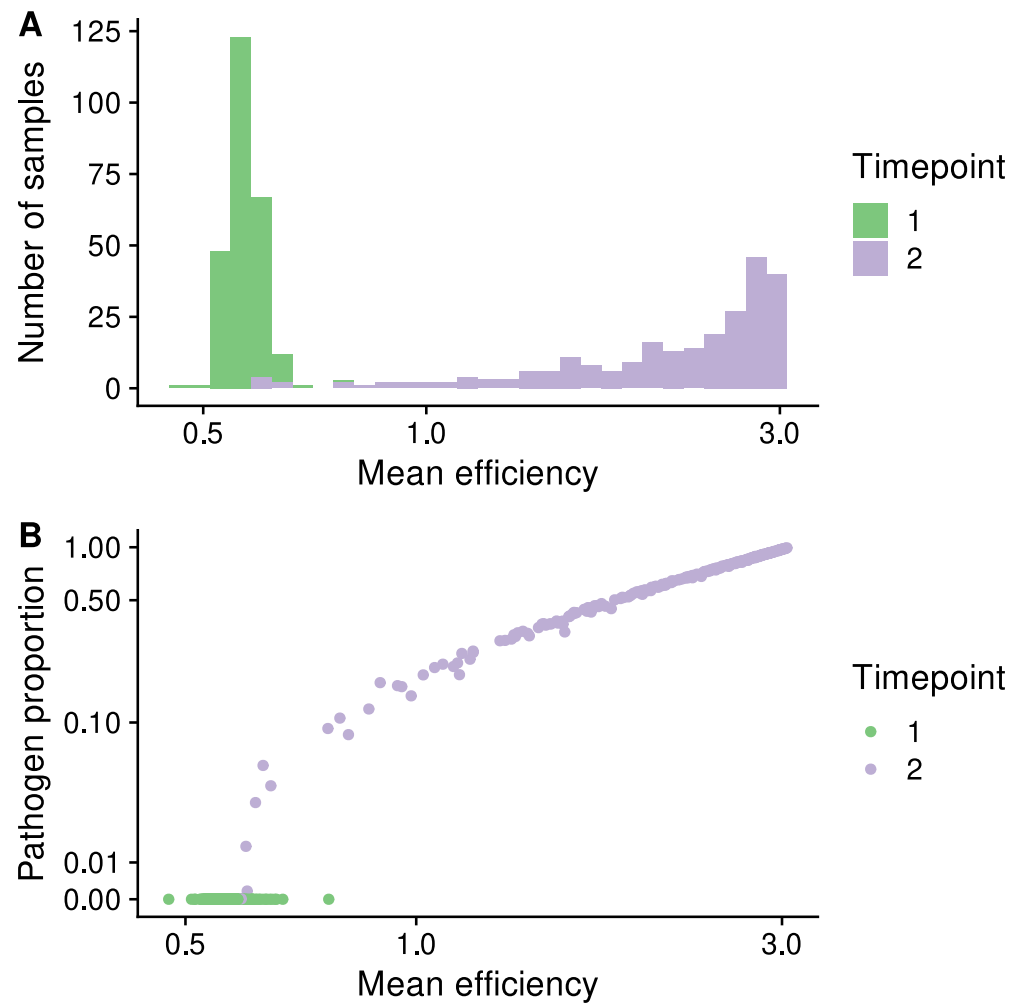 A
Number of samples
125
100
75
50
25
0
0.5 1.0 3.0
Mean efficiency
Timepoint
1
2
B
Pathogen proportion
1.00
0.50
0.10
0.01
0.00
0.5 1.0 3.0
Mean efficiency
Timepoint
1
2